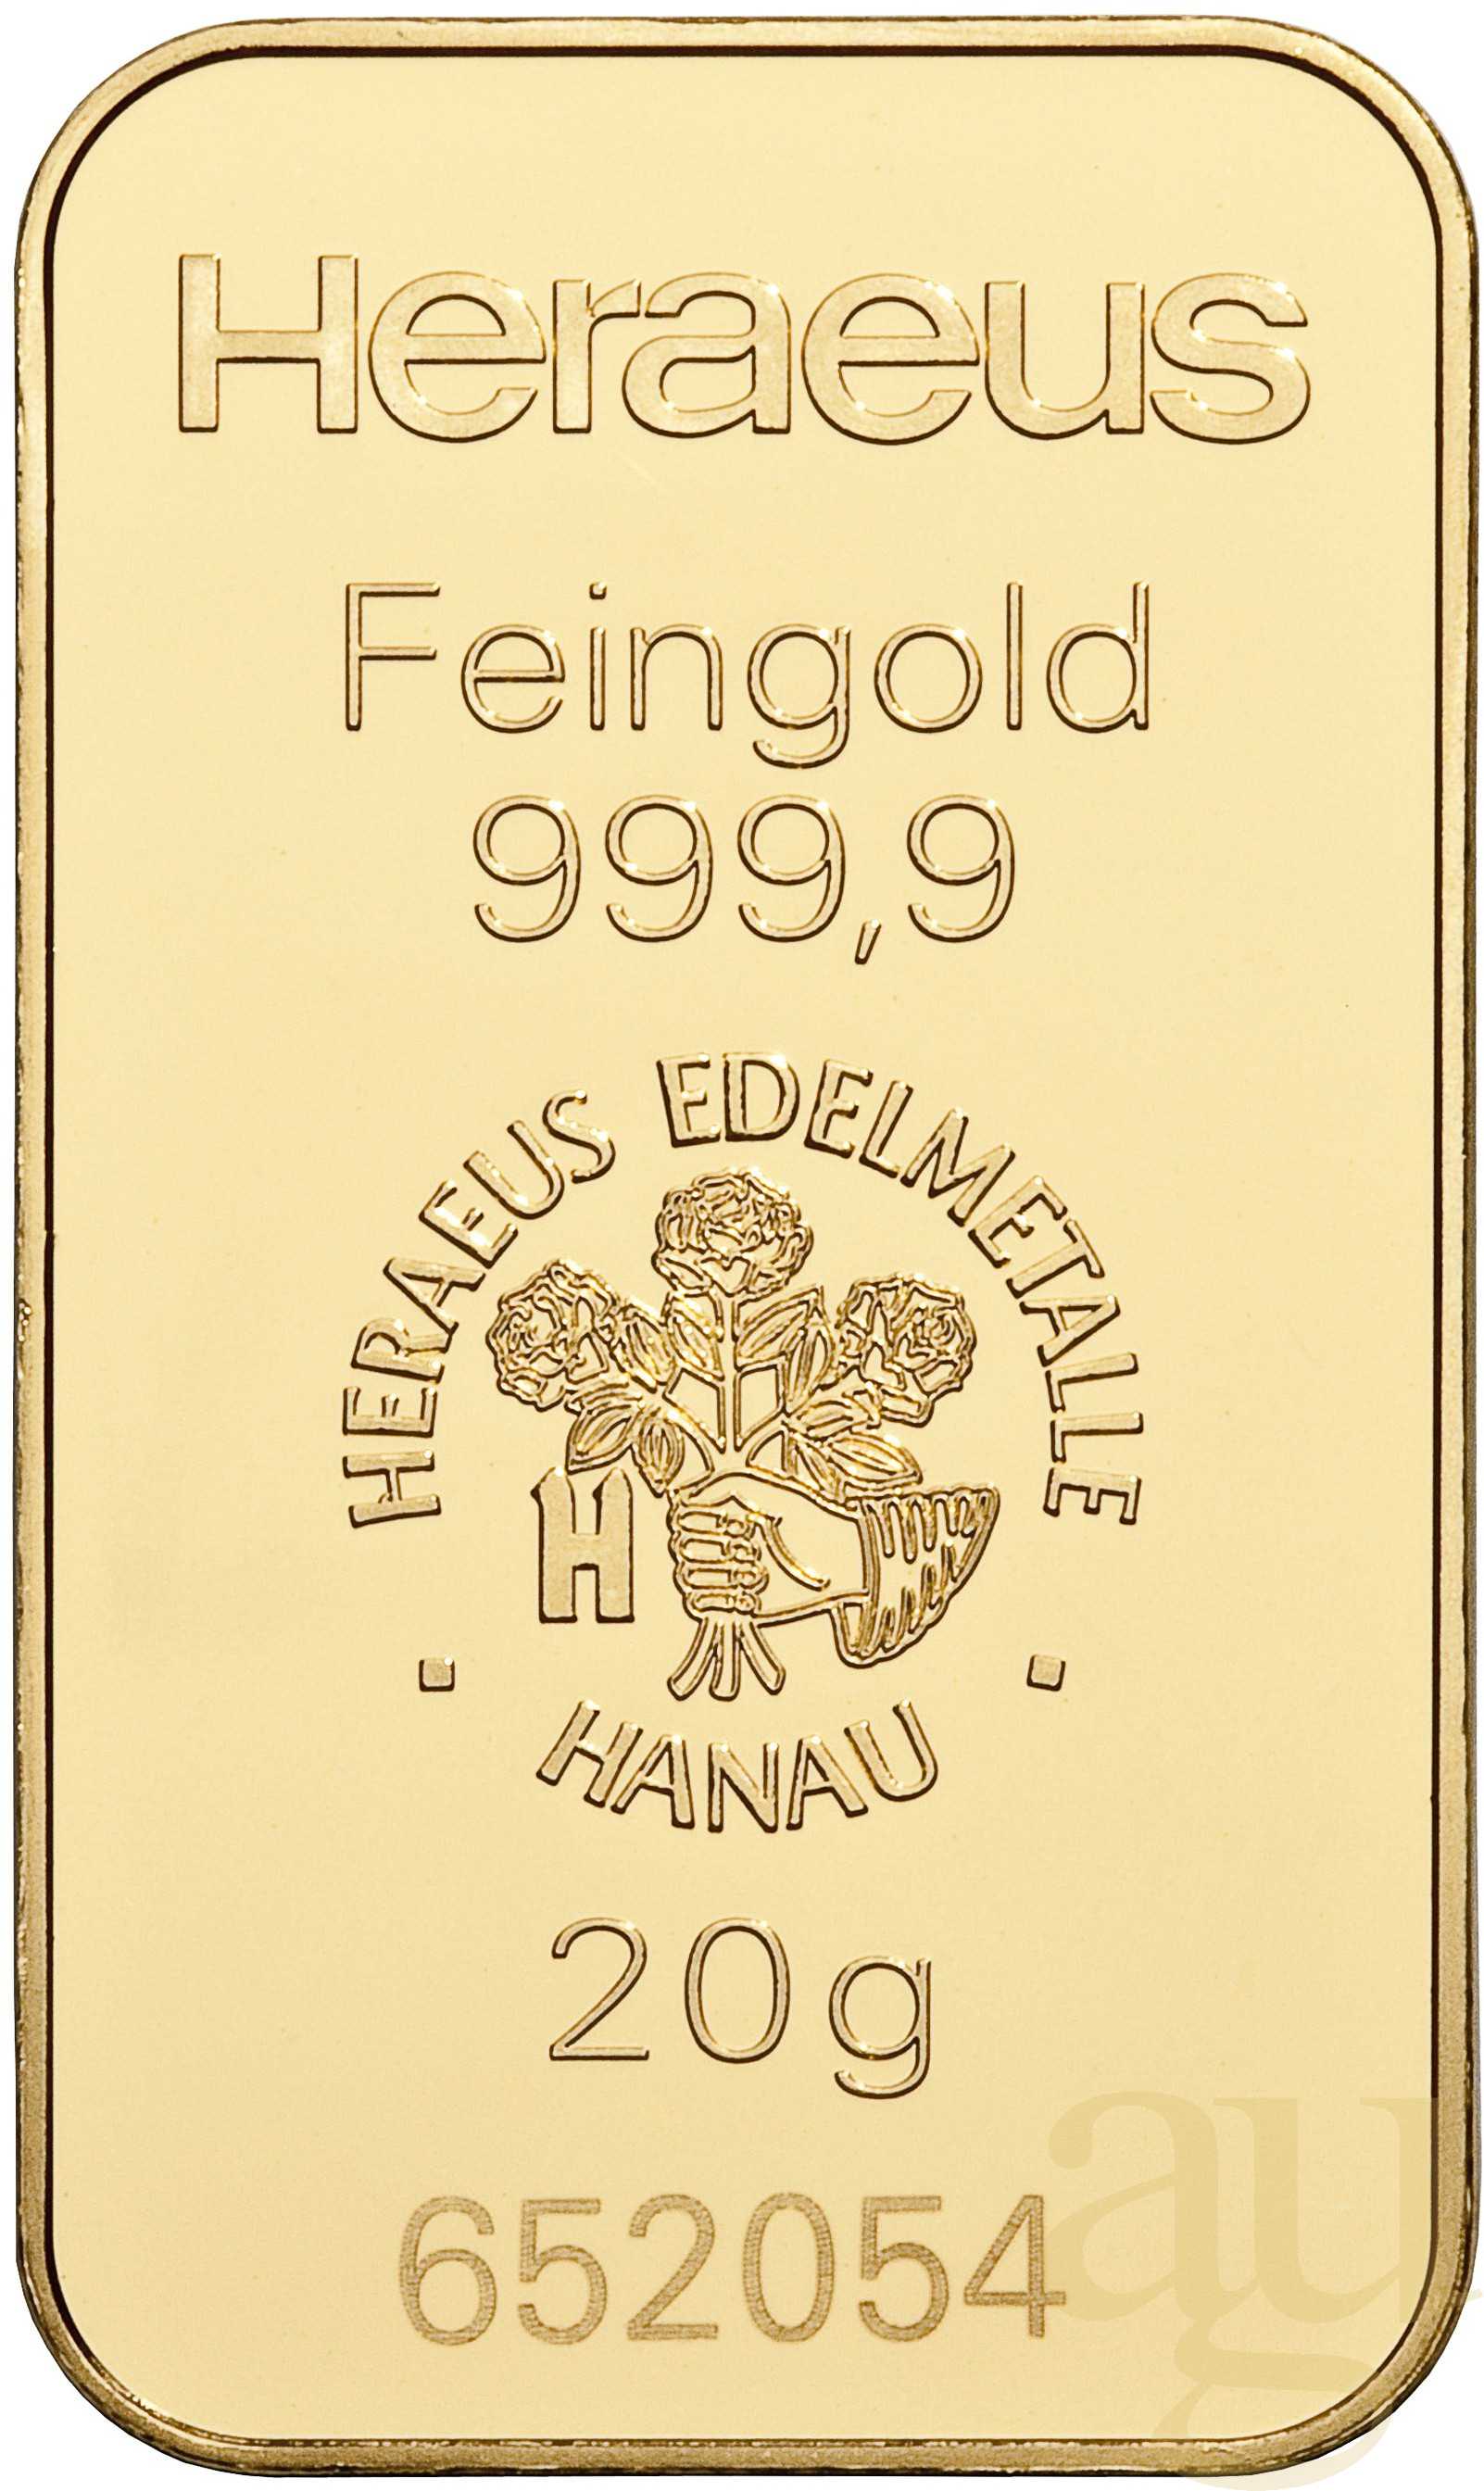 Heraeus
Feingold
999,9
HERAEUS EDELMETALLE
H
· HANAU ·
20g
652054